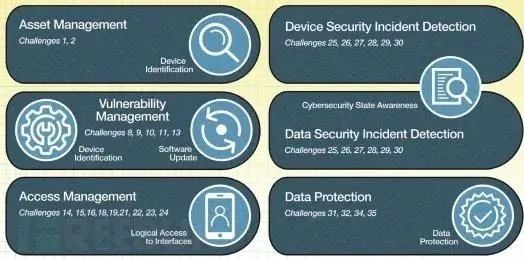 Asset Management
Challenges 1, 2
Device
Identification
Vulnerability
Management
Challenges 8, 9, 10, 11, 13
Device
Identification
Software
Update
Access Management
Challenges 14, 15,16,18,19,21, 22, 23, 24
Logical Access
to Interfaces
Device Security Incident Detection
Challenges 25, 26, 27, 28, 29, 30
Cybersecurity State Awareness
Data Security Incident Detection
Challenges 25, 26, 27, 28, 29, 30
Data Protection
Challenges 31, 32, 34, 35
Data
Protection